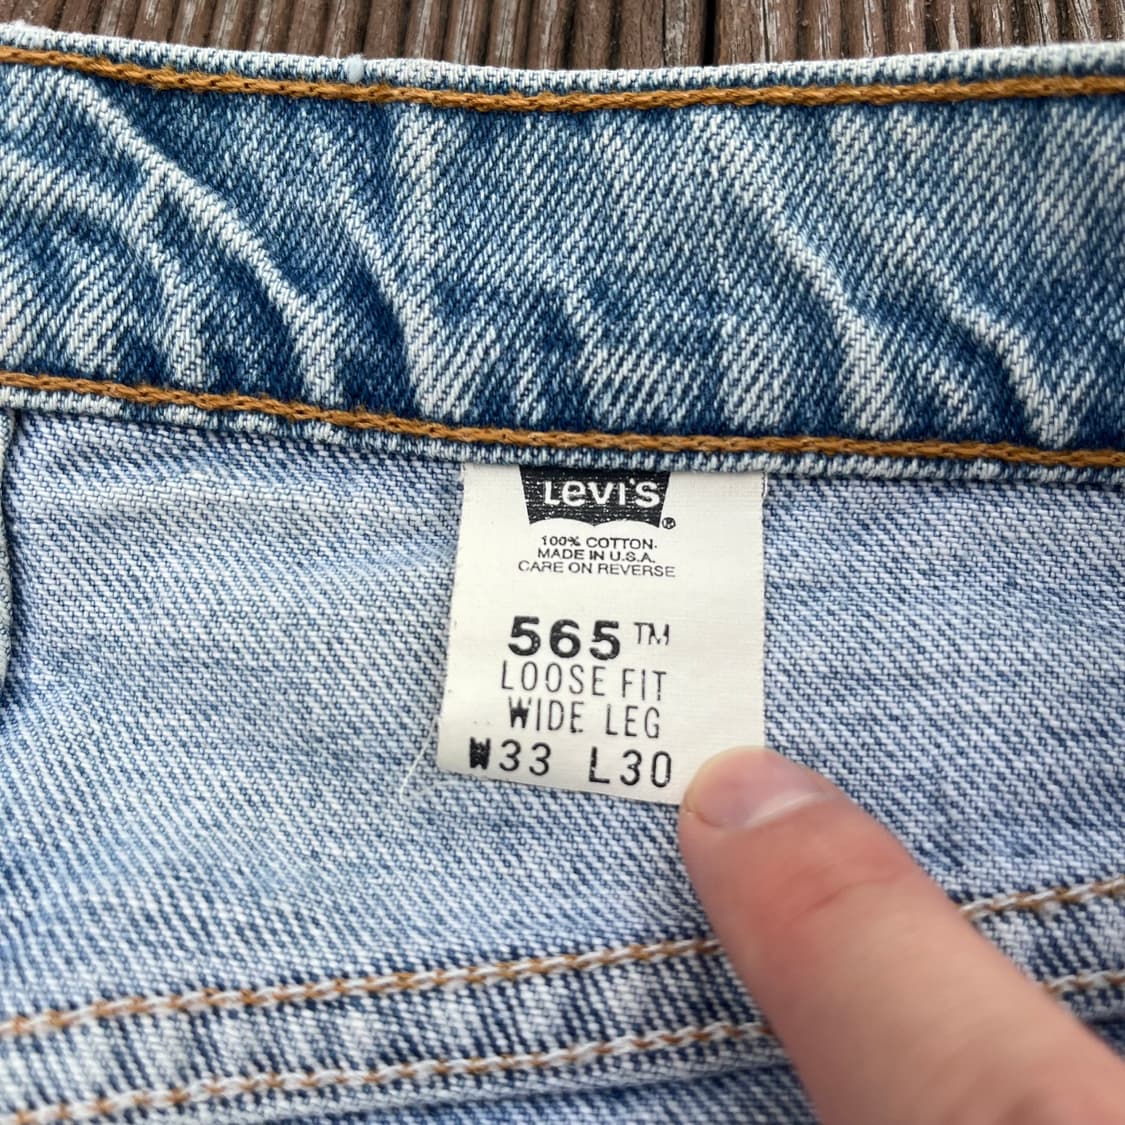 Levi's®
100% COTTON.
MADE IN U.S.A.
CARE ON REVERSE
565™
LOOSE FIT
WIDE LEG
W33 L30